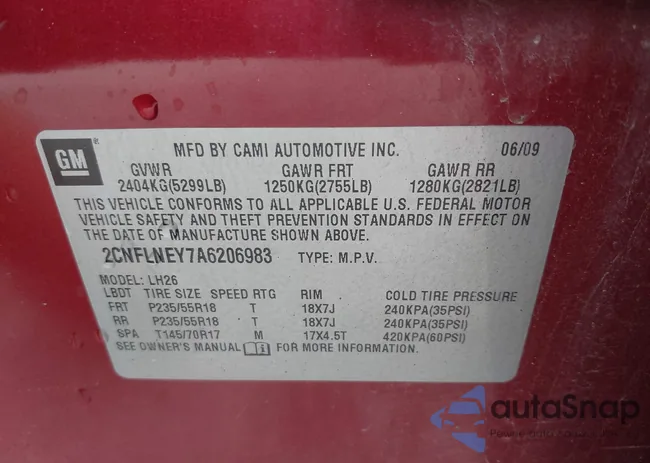 GM ®
MFD BY CAMI AUTOMOTIVE INC. 06/09
GVWR GAWR FRT GAWR RR
2404KG(5299LB) 1250KG(2755LB) 1280KG(2821LB)
THIS VEHICLE CONFORMS TO ALL APPLICABLE U.S. FEDERAL MOTOR
VEHICLE SAFETY AND THEFT PREVENTION STANDARDS IN EFFECT ON
THE DATE OF MANUFACTURE SHOWN ABOVE.
2CNFLNEY7A6206983 TYPE: M.P.V.
MODEL: LH26
LBDT TIRE SIZE SPEED RTG RIM COLD TIRE PRESSURE
FRT P235/55R18 T 18X7J 240KPA(35PSI)
RR P235/55R18 T 18X7J 240KPA(35PSI)
SPA T145/70R17 M 17X4.5T 420KPA(60PSI)
SEE OWNER'S MANUAL FOR MORE INFORMATION.
autoSnap